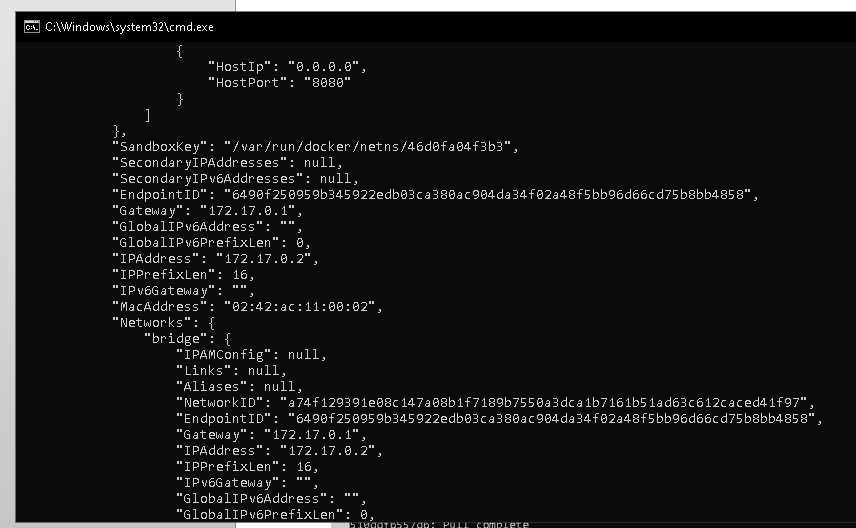 C:\Windows\system32\cmd.exe
{
"HostIp": "0.0.0.0",
"HostPort": "8080"
}
]
},
"SandboxKey": "/var/run/docker/netns/46d0fa04f3b3",
"SecondaryIPAddresses": null,
"SecondaryIPv6Addresses": null,
"EndpointID": "6490f250959b345922edb03ca380ac904da34f02a48f5bb96d66cd75b8bb4858",
"Gateway": "172.17.0.1",
"GlobalIPv6Address": "",
"GlobalIPv6PrefixLen": 0,
"IPAddress": "172.17.0.2",
"IPPrefixLen": 16,
"IPv6Gateway": "",
"MacAddress": "02:42:ac:11:00:02",
"Networks": {
"bridge": {
"IPAMConfig": null,
"Links": null,
"Aliases": null,
"NetworkID": "a74f129391e08c147a08b1f7189b7550a3dca1b7161b51ad63c612caced41f97",
"EndpointID": "6490f250959b345922edb03ca380ac904da34f02a48f5bb96d66cd75b8bb4858",
"Gateway": "172.17.0.1",
"IPAddress": "172.17.0.2",
"IPPrefixLen": 16,
"IPv6Gateway": "",
"GlobalIPv6Address": "",
"GlobalIPv6PrefixLen": 0,
Pull complete